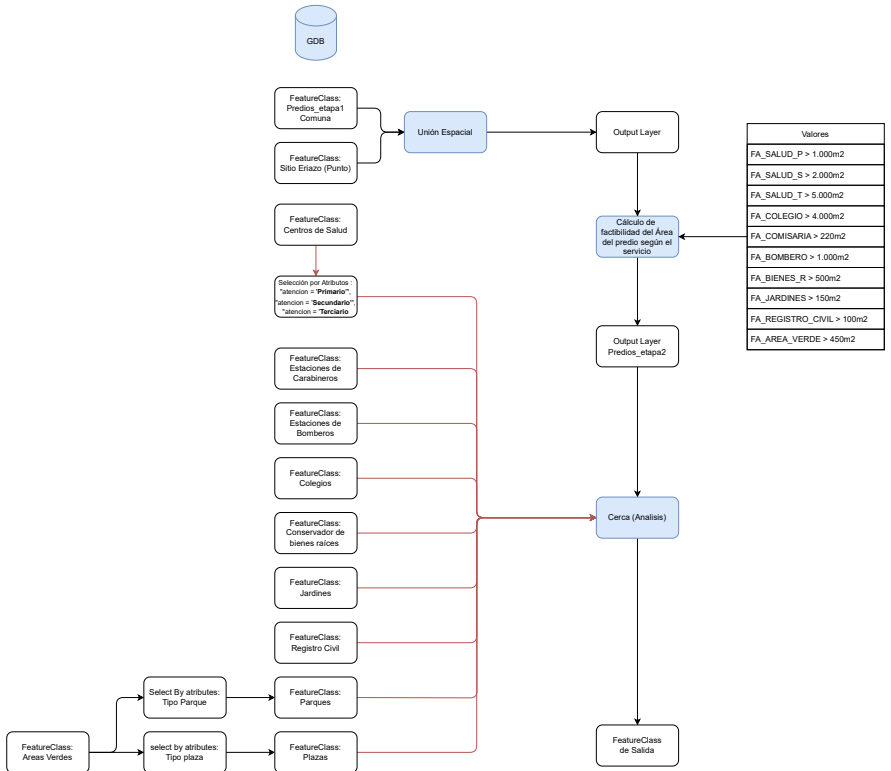 GDB
FeatureClass:
Predios_etapa1
Comuna
Unión Espacial
Output Layer
FeatureClass:
Sitio Eriazo (Punto)
Valores
FA_SALUD_P > 1.000m2
FA_SALUD_S > 2.000m2
FA_SALUD_T > 5.000m2
FA_COLEGIO > 4.000m2
FA_COMISARIA > 220m2
FA_BOMBERO > 1.000m2
FA_BIENES_R > 500m2
FA_JARDINES > 150m2
FA_REGISTRO_CIVIL > 100m2
FA_AREA_VERDE > 450m2
FeatureClass:
Centros de Salud
Cálculo de
factibilidad del Área
del predio según el
servicio
Selección por Atributos :
"atencion = 'Primario'",
"atencion = 'Secundario'",
"atencion = 'Terciario
Output Layer
Predios_etapa2
FeatureClass:
Estaciones de
Carabineros
FeatureClass:
Estaciones de
Bomberos
FeatureClass:
Colegios
FeatureClass:
Conservador de
bienes raíces
Cerca (Analisis)
FeatureClass:
Jardines
FeatureClass:
Registro Civil
Select By atributes:
Tipo Parque
FeatureClass:
Parques
FeatureClass:
Areas Verdes
select by atributes:
Tipo plaza
FeatureClass:
Plazas
FeatureClass
de Salida